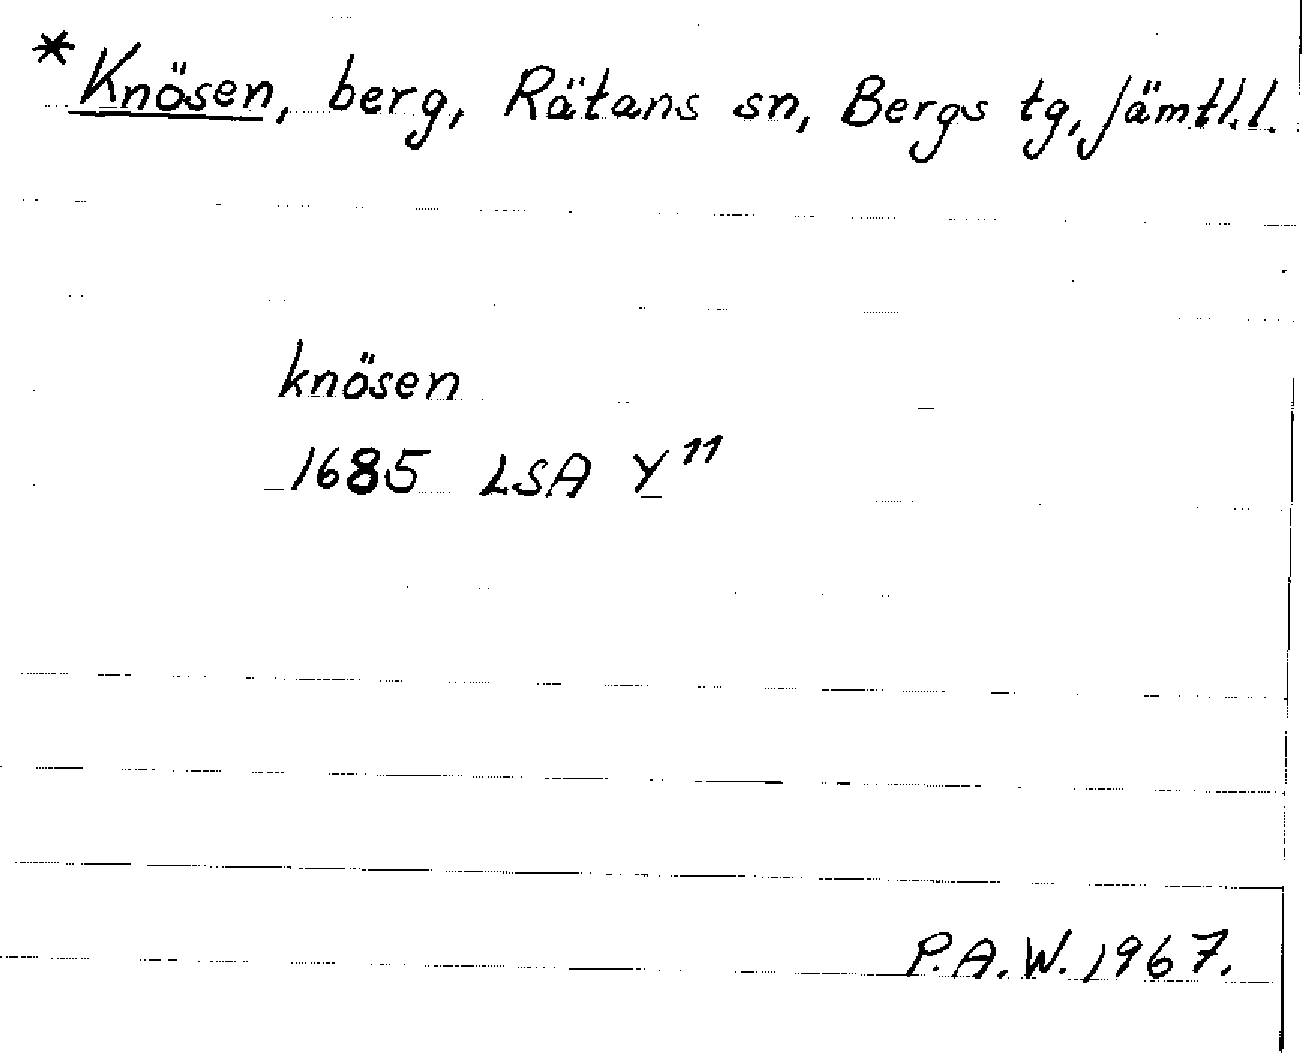 *Knösen, berg, Rätans sn, Bergs tg, Jämtl.l.
knösen
1685 LSA Y¹¹
P.A.W. 1967.